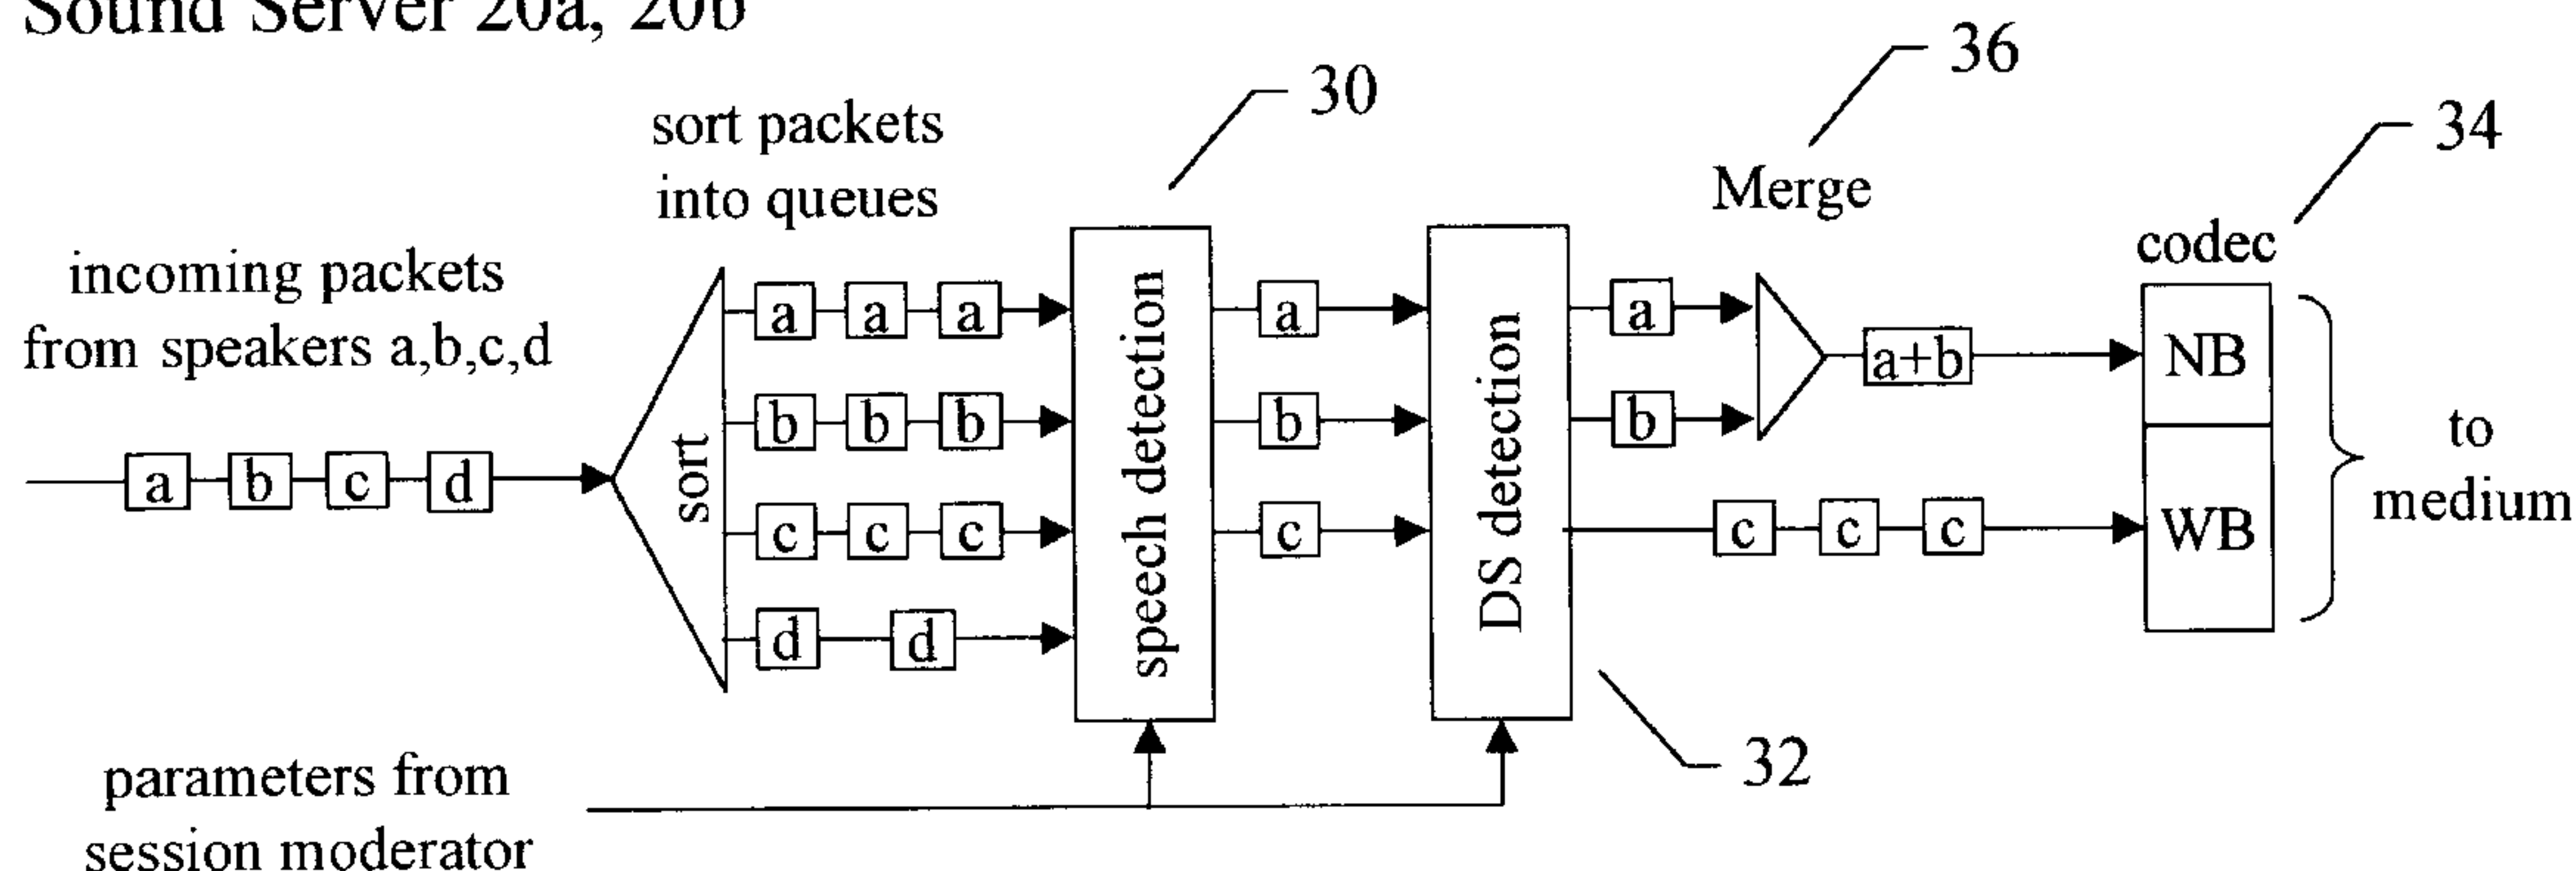 Sound Server 20a, 20b
36
30
34
sort packets
into queues
Merge
codec
incoming packets
from speakers a,b,c,d
a b c d
sort
a a a
b b b
c c c
d d
speech detection
a
b
c
DS detection
a
b
a+b
c c c
NB
WB
to
medium
32
parameters from
session moderator